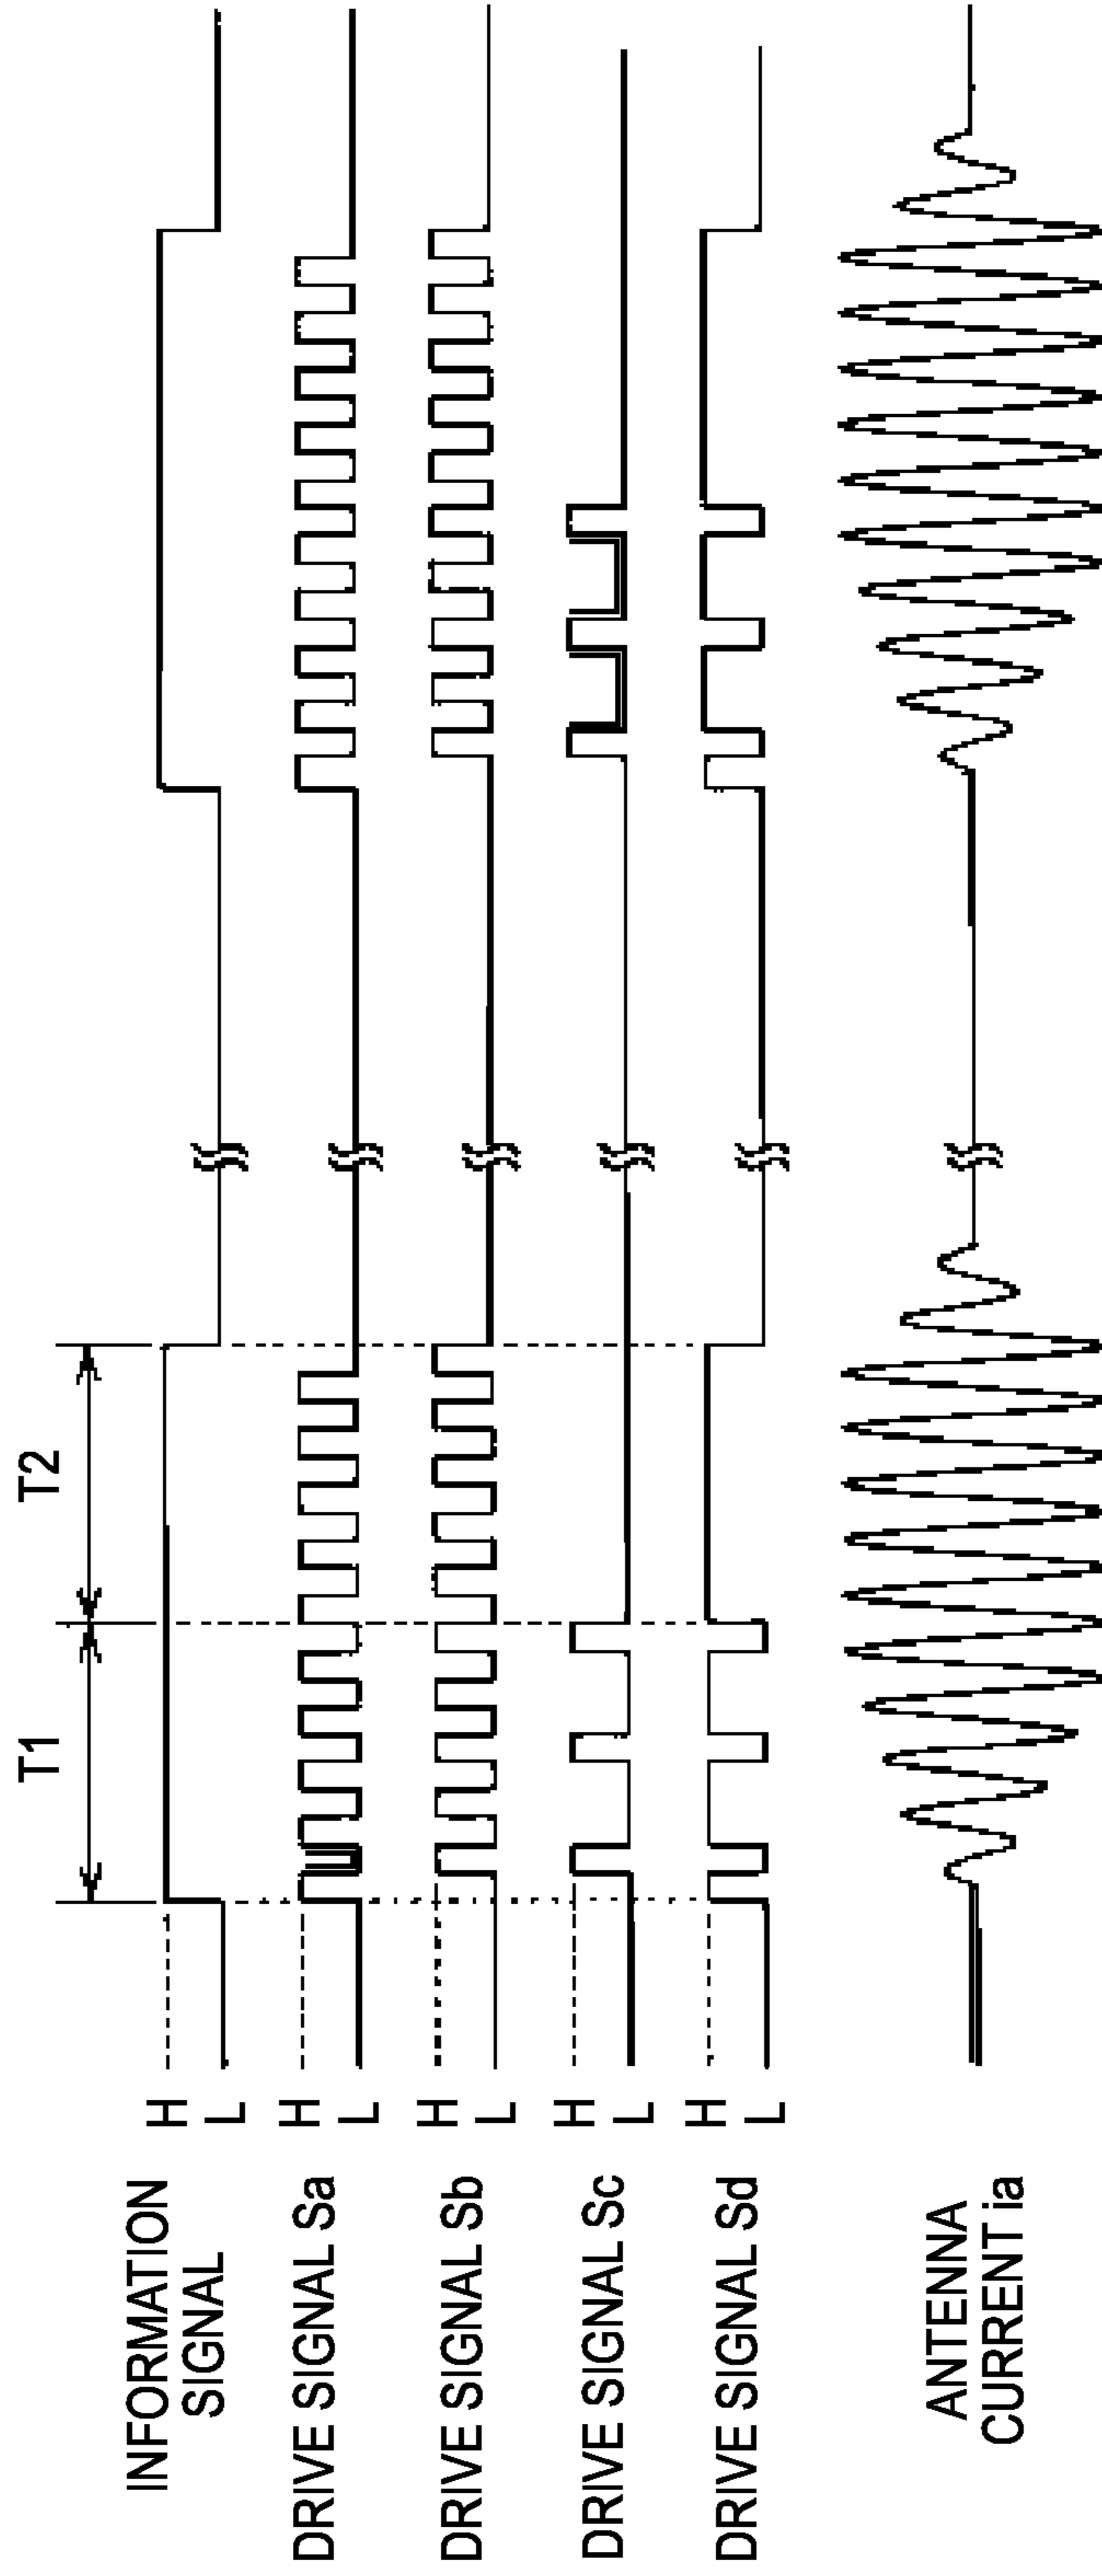 T1
T2
INFORMATION
SIGNAL
H
L
DRIVE SIGNAL Sa
H
L
DRIVE SIGNAL Sb
H
L
DRIVE SIGNAL Sc
H
L
DRIVE SIGNAL Sd
H
L
ANTENNA
CURRENT ia